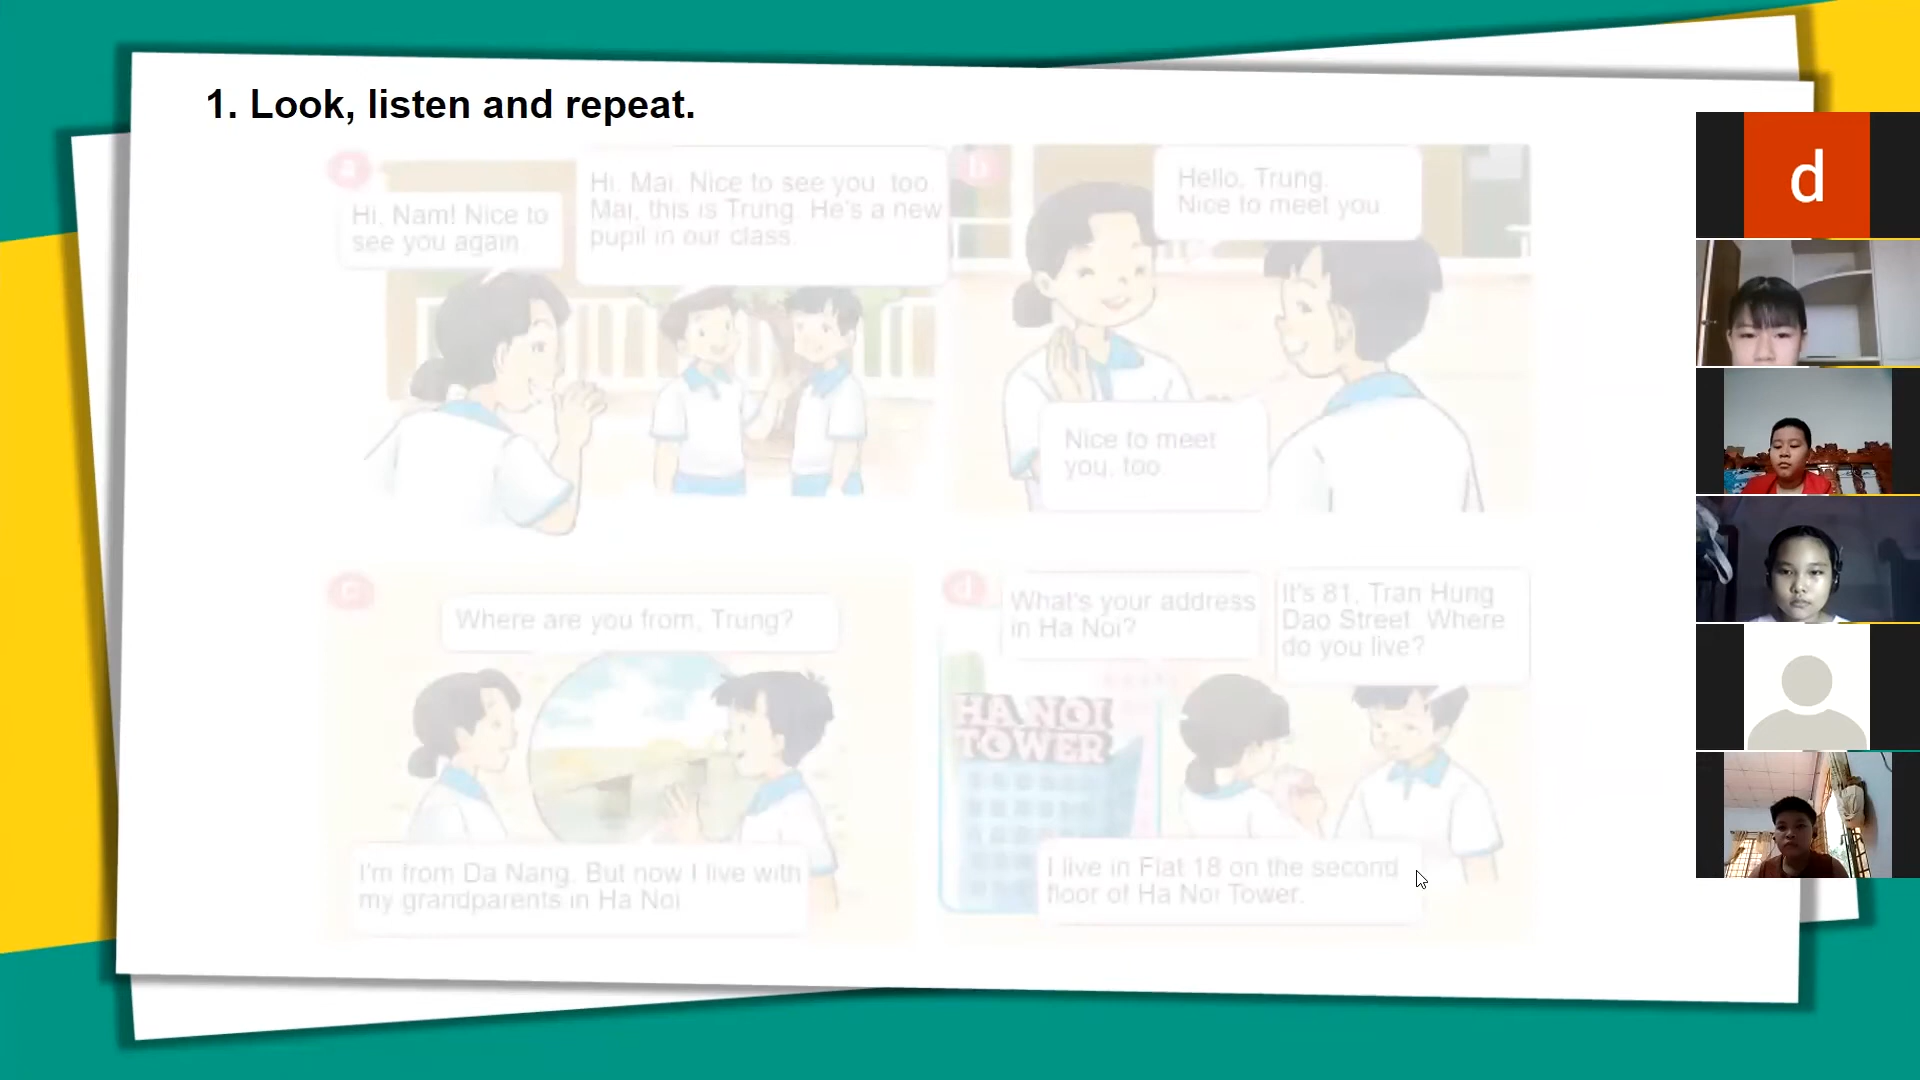 1. Look, listen and repeat.
a
Hi, Nam! Nice to
see you again.
Hi, Mai. Nice to see you, too.
Mai, this is Trung. He's a new
pupil in our class.
b
Hello, Trung.
Nice to meet you.
Nice to meet
you, too.
c
Where are you from, Trung?
I'm from Da Nang. But now I live with
my grandparents in Ha Noi.
d
What's your address
in Ha Noi?
It's 81, Tran Hung
Dao Street. Where
do you live?
HA NOI
TOWER
I live in Flat 18 on the second
floor of Ha Noi Tower.
d